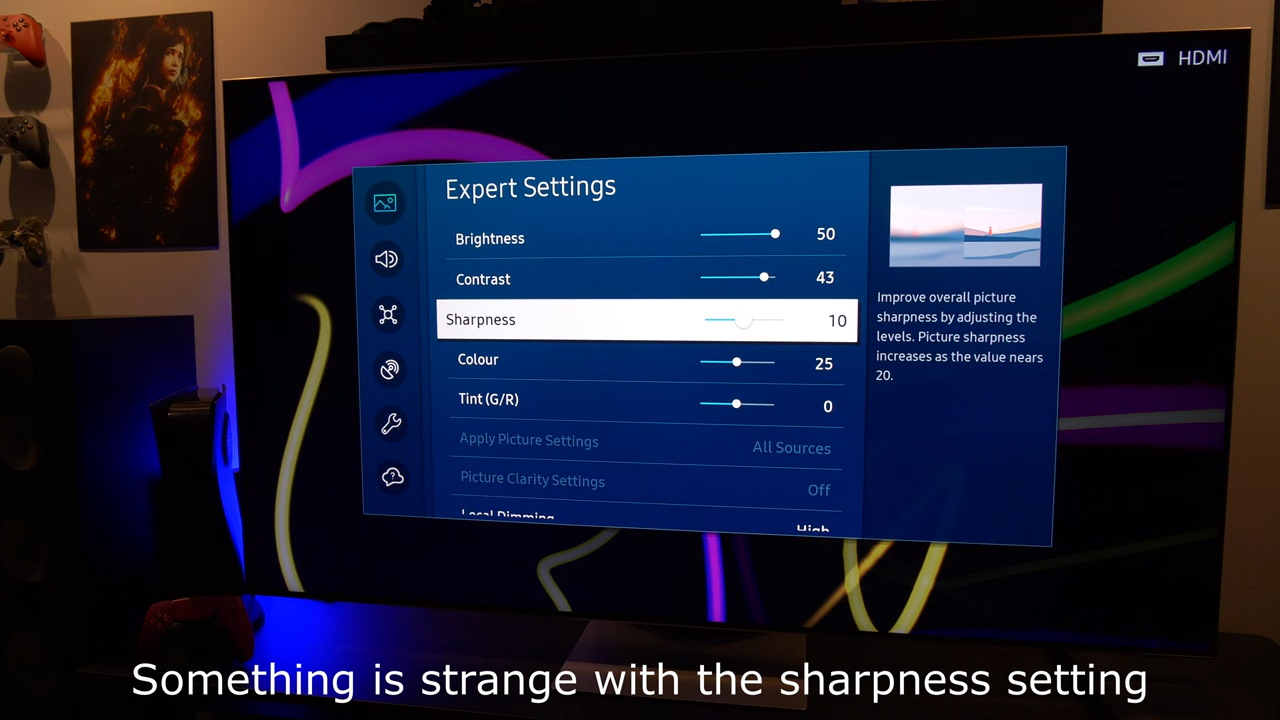 HDMI
Expert Settings
Brightness 50
Contrast 43
Sharpness 10
Colour 25
Tint (G/R) 0
Apply Picture Settings All Sources
Picture Clarity Settings Off
Local Dimming High
Improve overall picture
sharpness by adjusting the
levels. Picture sharpness
increases as the value nears
20.
Something is strange with the sharpness setting